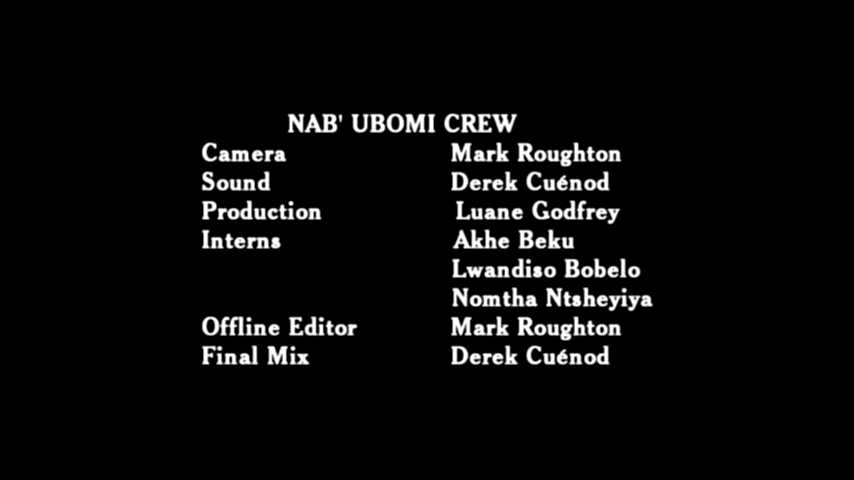 NAB' UBOMI CREW
Camera Mark Roughton
Sound Derek Cuénod
Production Luane Godfrey
Interns Akhe Beku
Lwandiso Bobelo
Nomtha Ntsheyiya
Offline Editor Mark Roughton
Final Mix Derek Cuénod